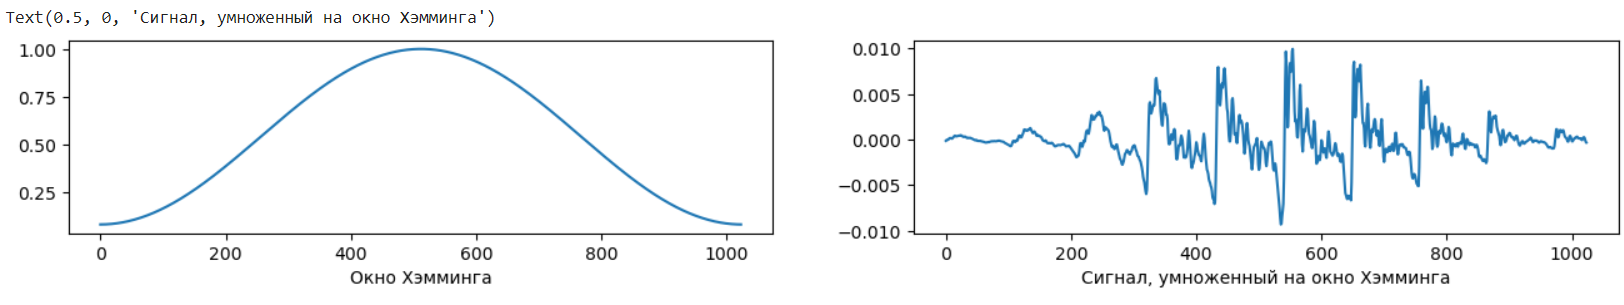 Text(0.5, 0, 'Сигнал, умноженный на окно Хэмминга')
1.00
0.75
0.50
0.25
0 200 400 600 800 1000
Окно Хэмминга
0.010
0.005
0.000
−0.005
−0.010
0 200 400 600 800 1000
Сигнал, умноженный на окно Хэмминга